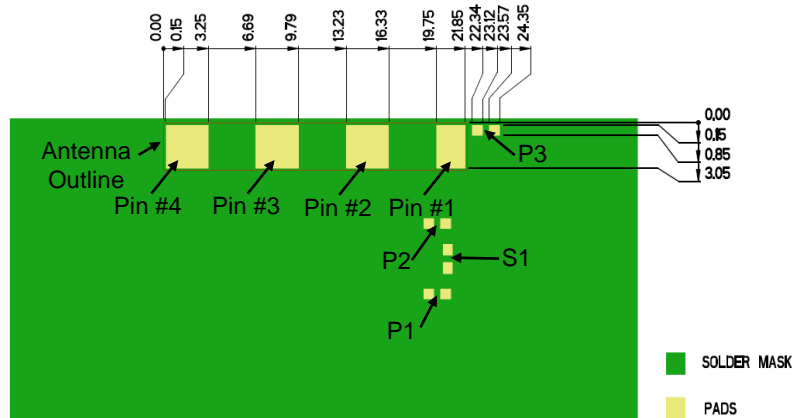 0.00
0.15
3.25
6.69
9.79
13.23
16.33
19.75
21.85
22.34
23.12
23.57
24.35
0,00
0.15
0.85
3.05
Antenna
Outline
P3
Pin #4
Pin #3
Pin #2
Pin #1
P2
S1
P1
SOLDER MASK
PADS